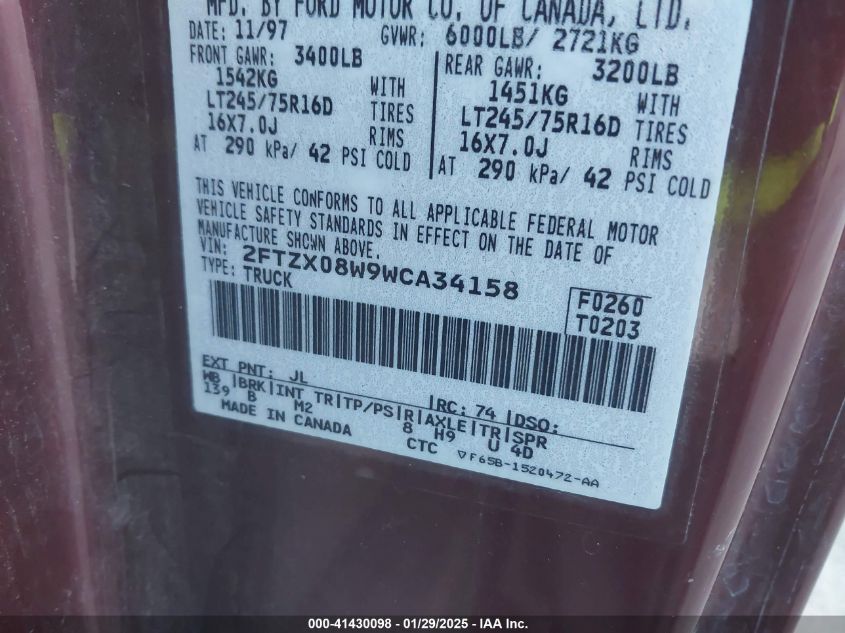 MFD. BY FORD MOTOR CO. OF CANADA, LTD.
DATE: 11/97 GVWR: 6000LB/ 2721KG
FRONT GAWR: 3400LB REAR GAWR: 3200LB
1542KG WITH 1451KG WITH
LT245/75R16D TIRES LT245/75R16D TIRES
16X7.0J RIMS 16X7.0J RIMS
AT 290 kPa/ 42 PSI COLD AT 290 kPa/ 42 PSI COLD
THIS VEHICLE CONFORMS TO ALL APPLICABLE FEDERAL MOTOR
VEHICLE SAFETY STANDARDS IN EFFECT ON THE DATE OF
MANUFACTURE SHOWN ABOVE.
VIN: 2FTZX08W9WCA34158
TYPE: TRUCK
F0260
T0203
EXT PNT: JL RC: 74 DSO:
WB |BRK|INT TR|TP/PS|R|AXLE|TR|SPR
139 B M2 8 H9 U 4D
MADE IN CANADA CTC ▽F65B-1520472-AA
000-41430098 - 01/29/2025 - IAA Inc.